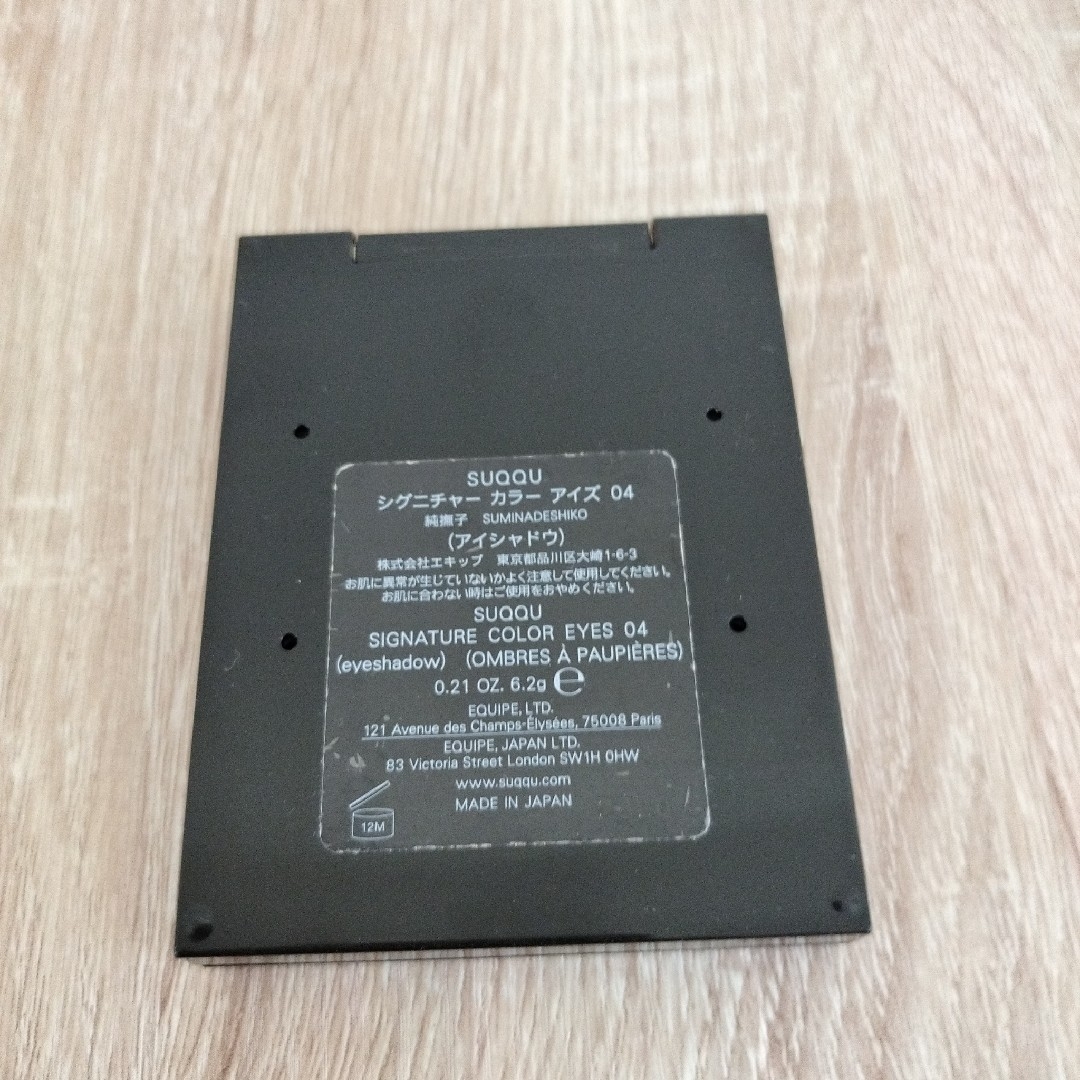 SUQQU
シグニチャー カラー アイズ 04
純撫子 SUMINADESHIKO
(アイシャドウ)
株式会社エキップ 東京都品川区大崎1-6-3
お肌に異常が生じていないかよく注意して使用してください。
お肌に合わない時はご使用をおやめください。
SUQQU
SIGNATURE COLOR EYES 04
(eyeshadow) (OMBRES À PAUPIÈRES)
0.21 OZ. 6.2g ℮
EQUIPE, LTD.
121 Avenue des Champs-Élysées, 75008 Paris
EQUIPE, JAPAN LTD.
83 Victoria Street London SW1H 0HW
www.suqqu.com
MADE IN JAPAN
12M